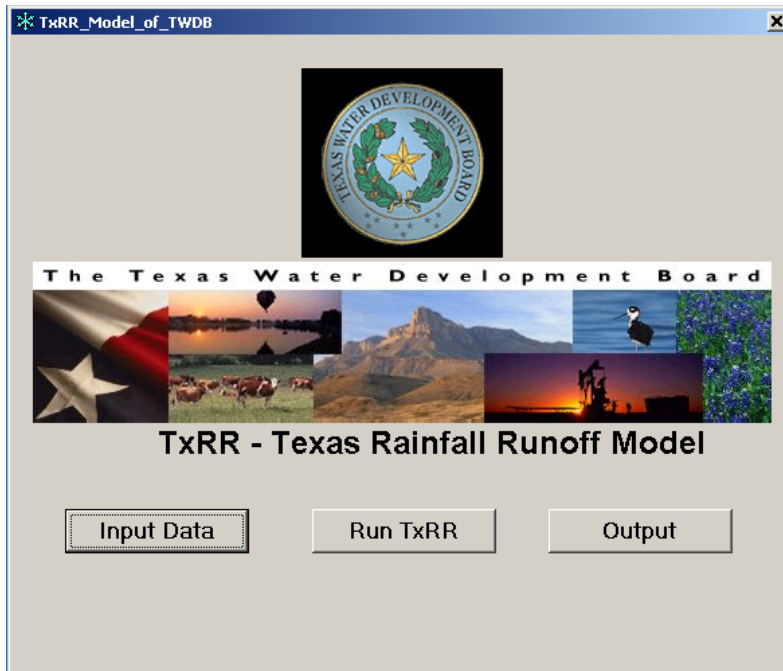 TxRR_Model_of_TWDB
TEXAS WATER DEVELOPMENT BOARD
The Texas Water Development Board
TxRR - Texas Rainfall Runoff Model
Input Data
Run TxRR
Output